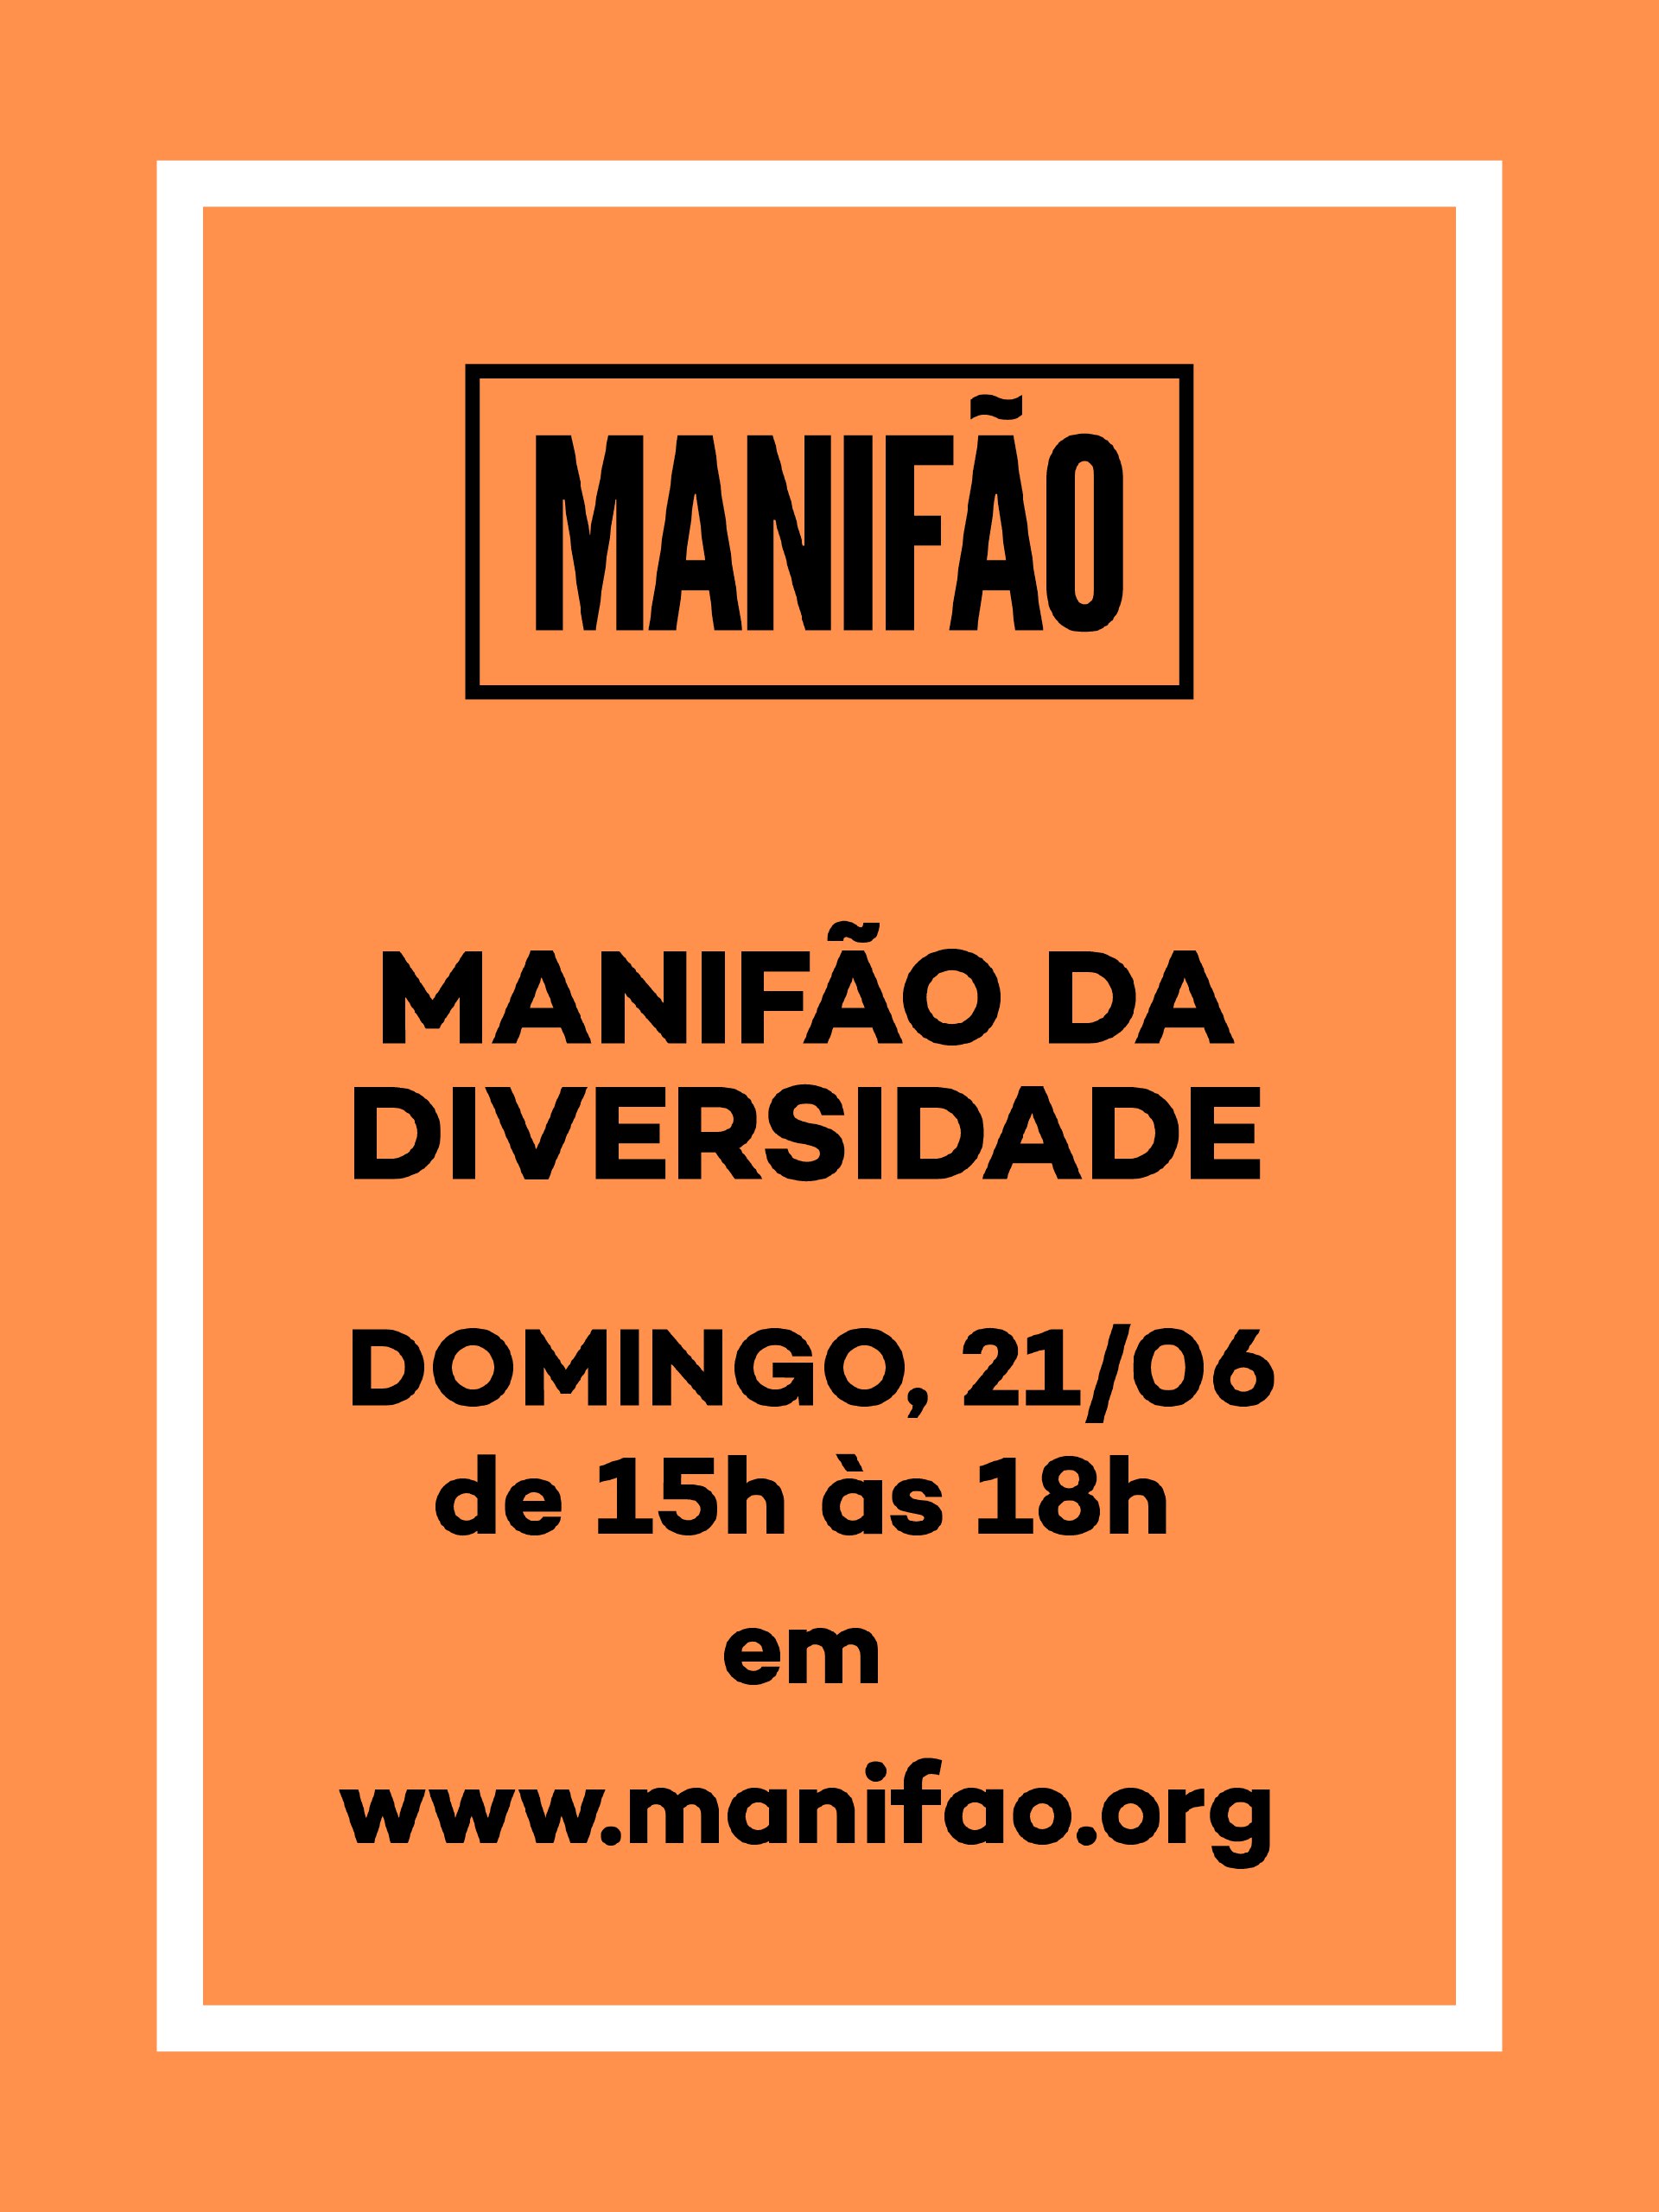 MANIFÃO
MANIFÃO DA
DIVERSIDADE
DOMINGO, 21/06
de 15h às 18h
em
www.manifao.org